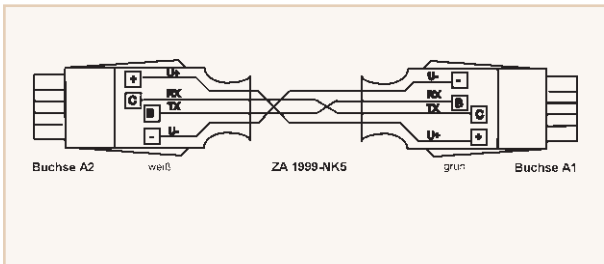 + U+ U- -
C RX RX B
B TX TX C
- U- U+ +
Buchse A2 weiß ZA 1999-NK5 grün Buchse A1